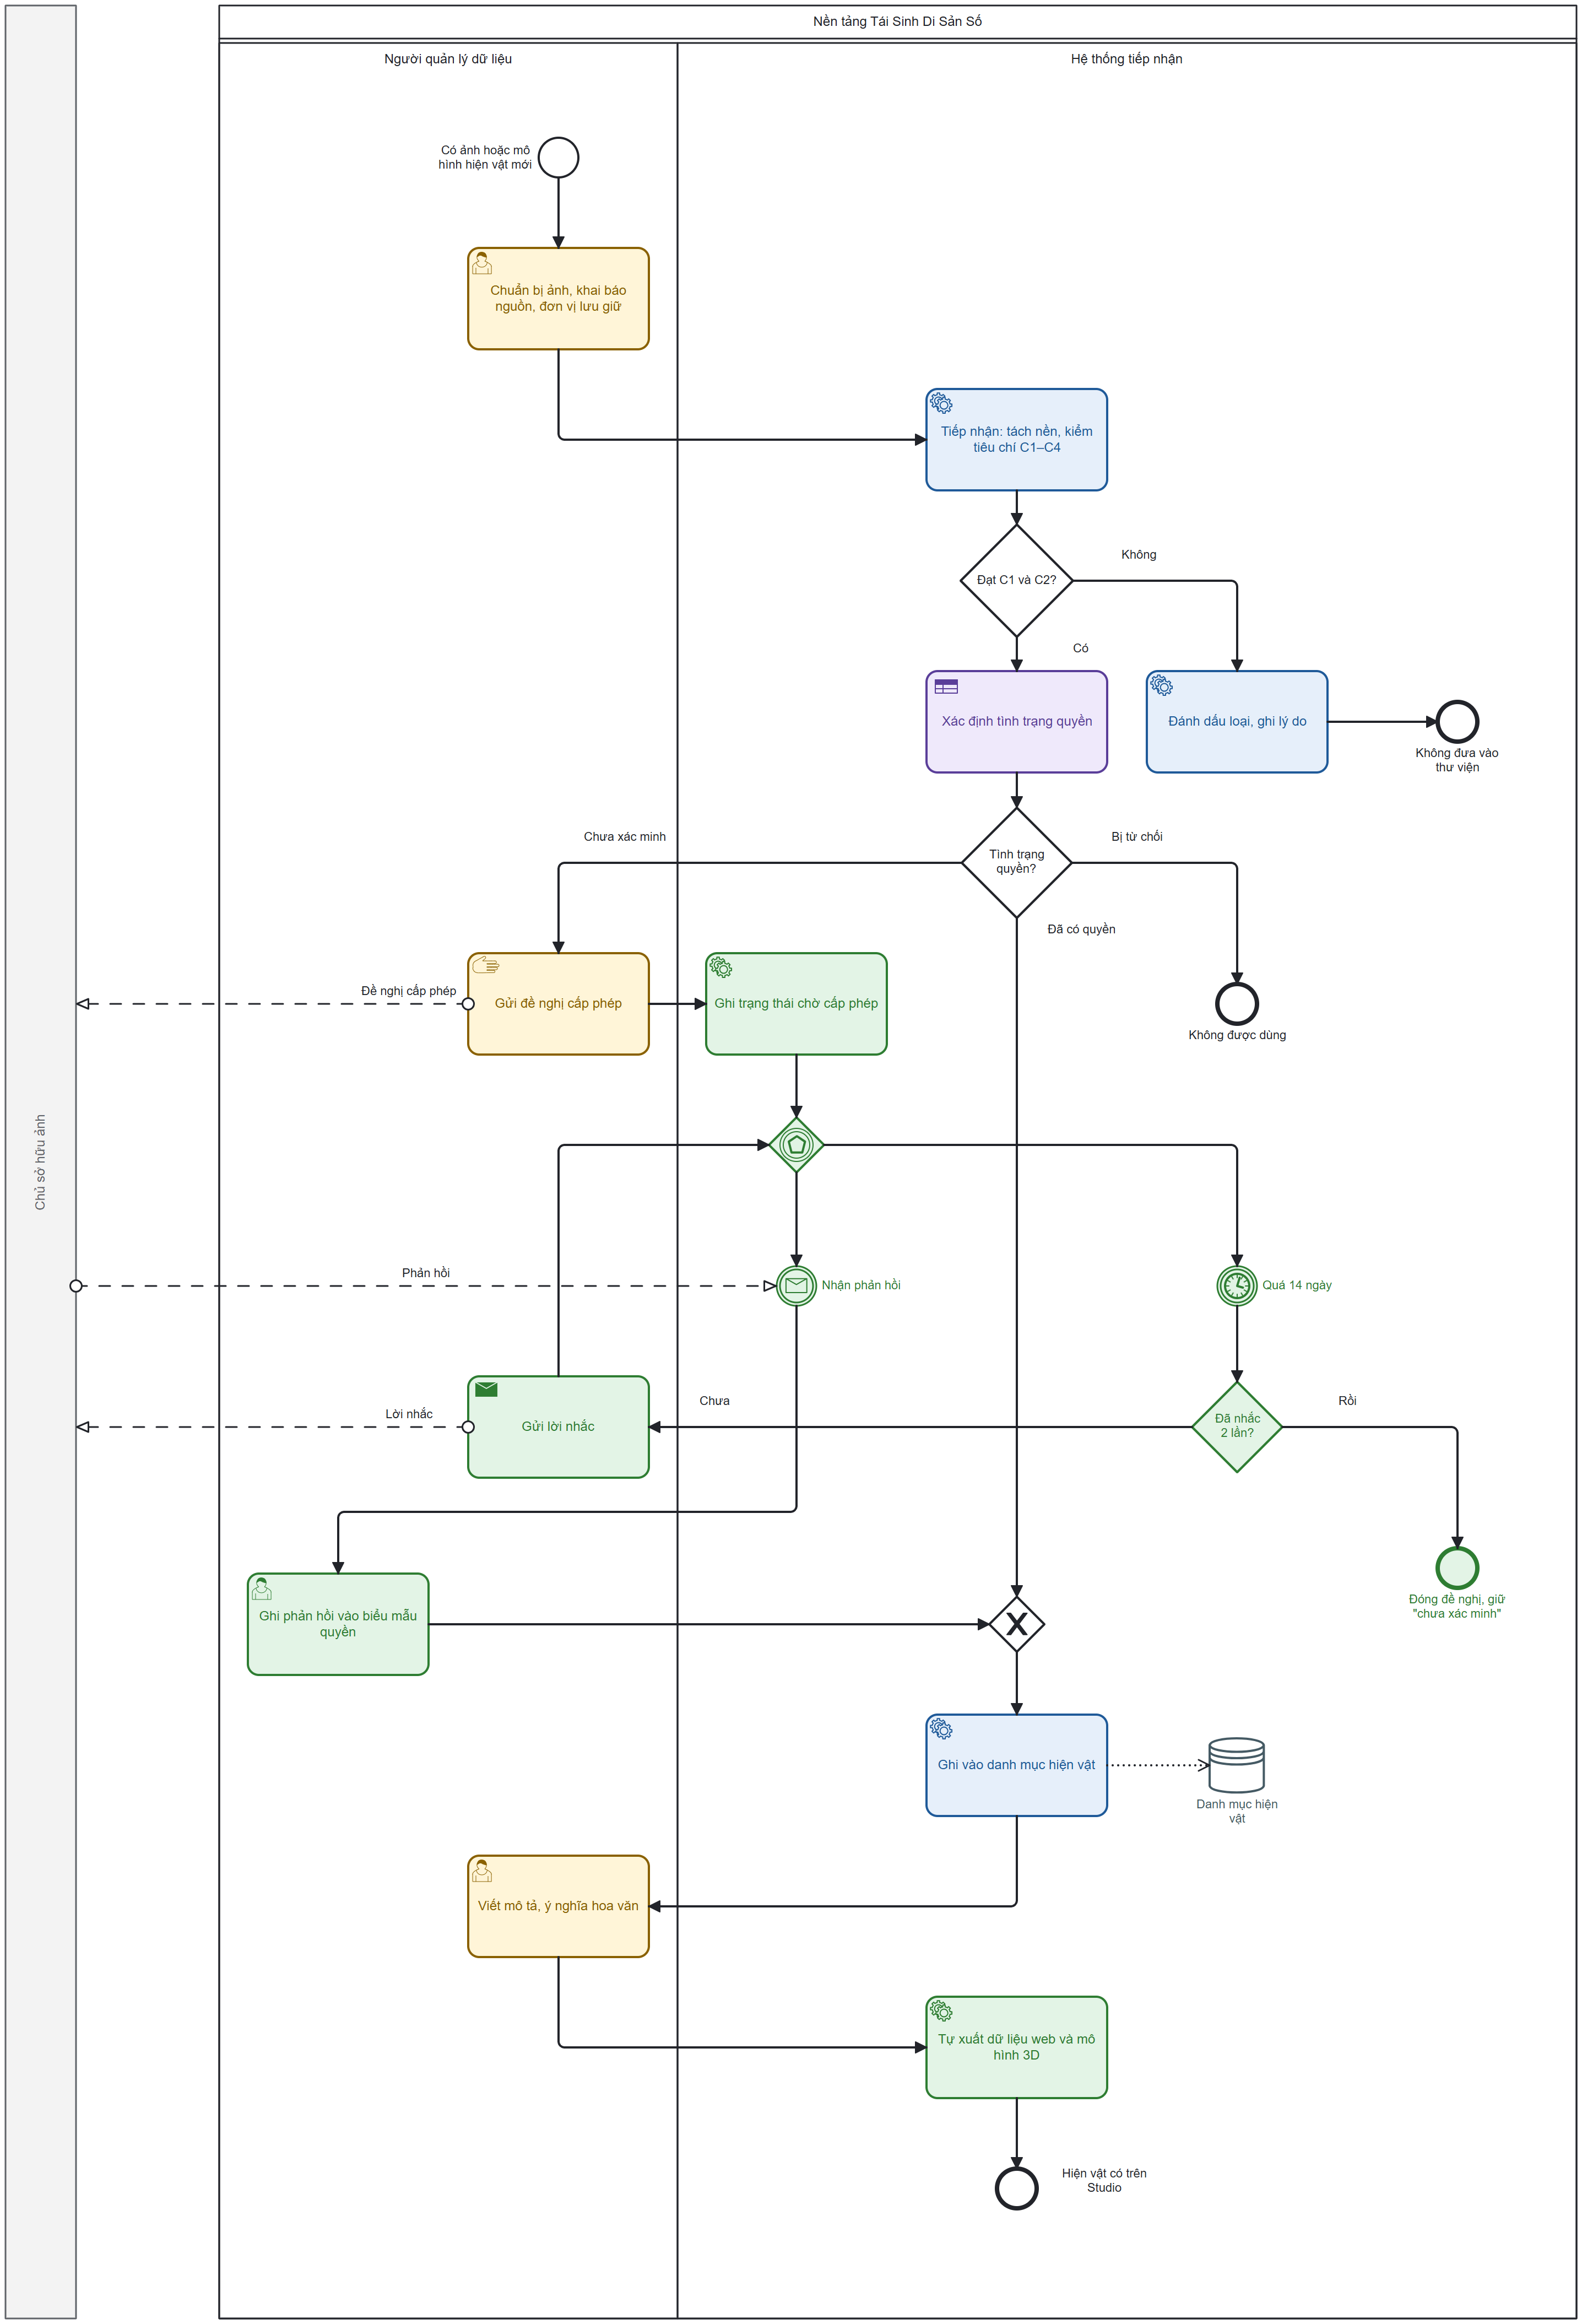 Nền tảng Tái Sinh Di Sản Số
Người quản lý dữ liệu
Hệ thống tiếp nhận
Có ảnh hoặc mô
hình hiện vật mới
Chuẩn bị ảnh, khai báo
nguồn, đơn vị lưu giữ
Tiếp nhận: tách nền, kiểm
tiêu chí C1–C4
Đạt C1 và C2?
Không
Có
Xác định tình trạng quyền
Đánh dấu loại, ghi lý do
Không đưa vào
thư viện
Chưa xác minh
Tình trạng
quyền?
Bị từ chối
Đã có quyền
Đề nghị cấp phép
Gửi đề nghị cấp phép
Ghi trạng thái chờ cấp phép
Không được dùng
Chủ sở hữu ảnh
Phản hồi
Nhận phản hồi
Quá 14 ngày
Lời nhắc
Gửi lời nhắc
Chưa
Đã nhắc
2 lần?
Rồi
Đóng đề nghị, giữ
"chưa xác minh"
Ghi phản hồi vào biểu mẫu
quyền
X
Ghi vào danh mục hiện vật
Danh mục hiện
vật
Viết mô tả, ý nghĩa hoa văn
Tự xuất dữ liệu web và mô
hình 3D
Hiện vật có trên
Studio